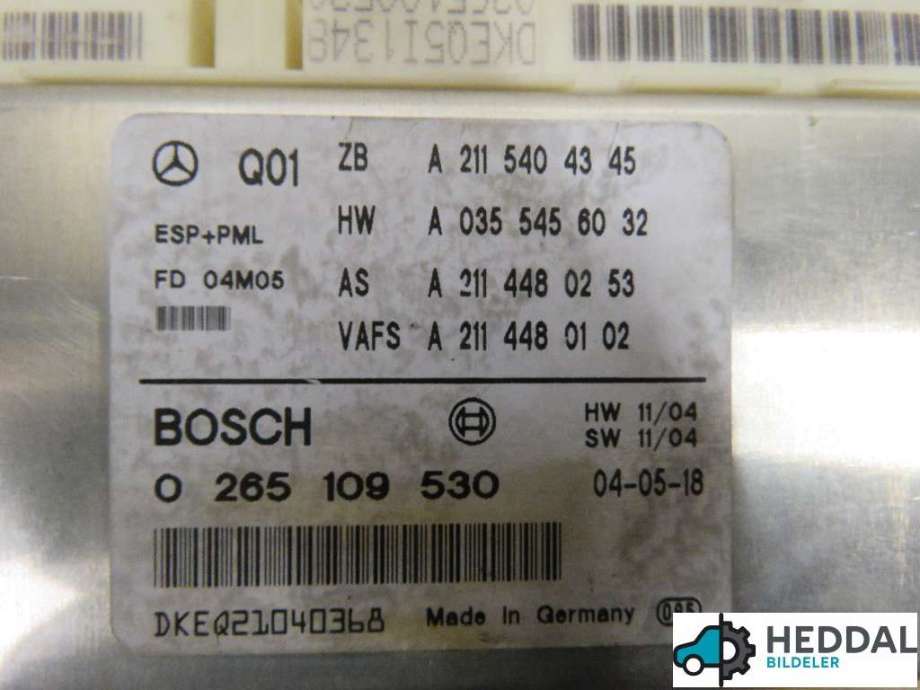 DKEQ5I1348
Q01
ZB A 211 540 43 45
ESP+PML
HW A 035 545 60 32
FD 04M05
AS A 211 448 02 53
VAFS A 211 448 01 02
BOSCH
HW 11/04
SW 11/04
0 265 109 530
04-05-18
DKEQ21040368
Made in Germany
HEDDAL
BILDELER